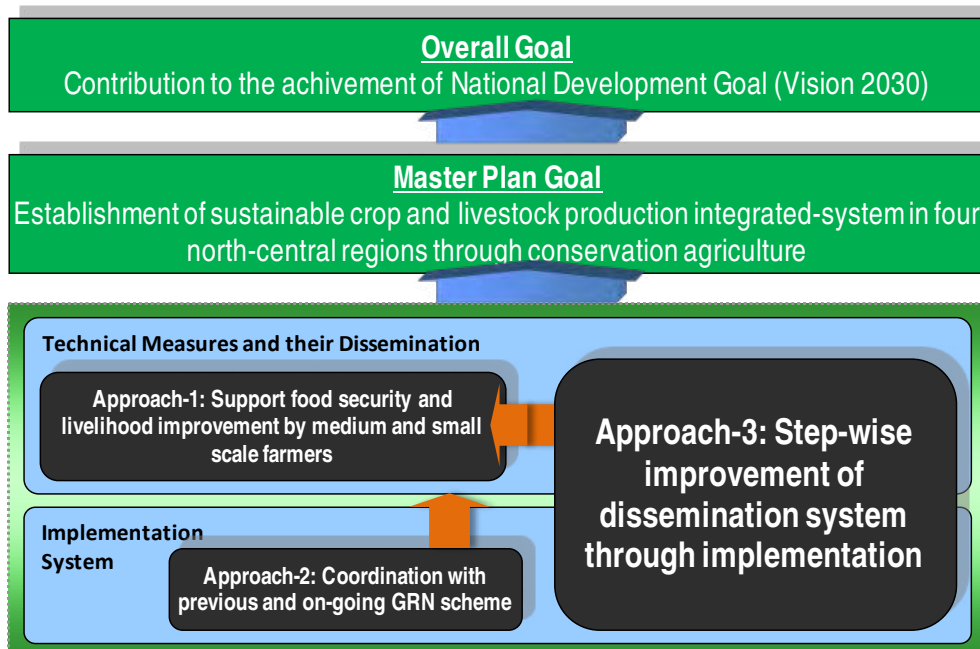 Overall Goal
Contribution to the achivement of National Development Goal (Vision 2030)
Master Plan Goal
Establishment of sustainable crop and livestock production integrated-system in four
north-central regions through conservation agriculture
Technical Measures and their Dissemination
Approach-1: Support food security and
livelihood improvement by medium and small
scale farmers
Approach-3: Step-wise
improvement of
dissemination system
through implementation
Implementation
System
Approach-2: Coordination with
previous and on-going GRN scheme